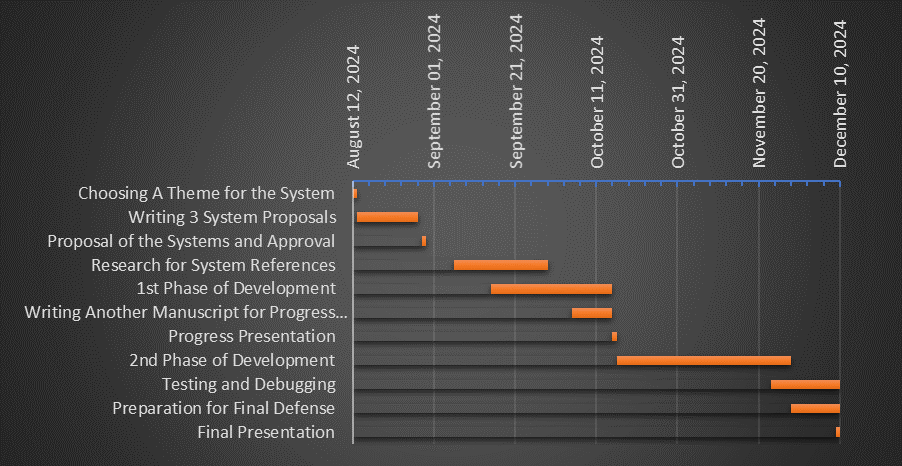 August 12, 2024
September 01, 2024
September 21, 2024
October 11, 2024
October 31, 2024
November 20, 2024
December 10, 2024
Choosing A Theme for the System
Writing 3 System Proposals
Proposal of the Systems and Approval
Research for System References
1st Phase of Development
Writing Another Manuscript for Progress...
Progress Presentation
2nd Phase of Development
Testing and Debugging
Preparation for Final Defense
Final Presentation